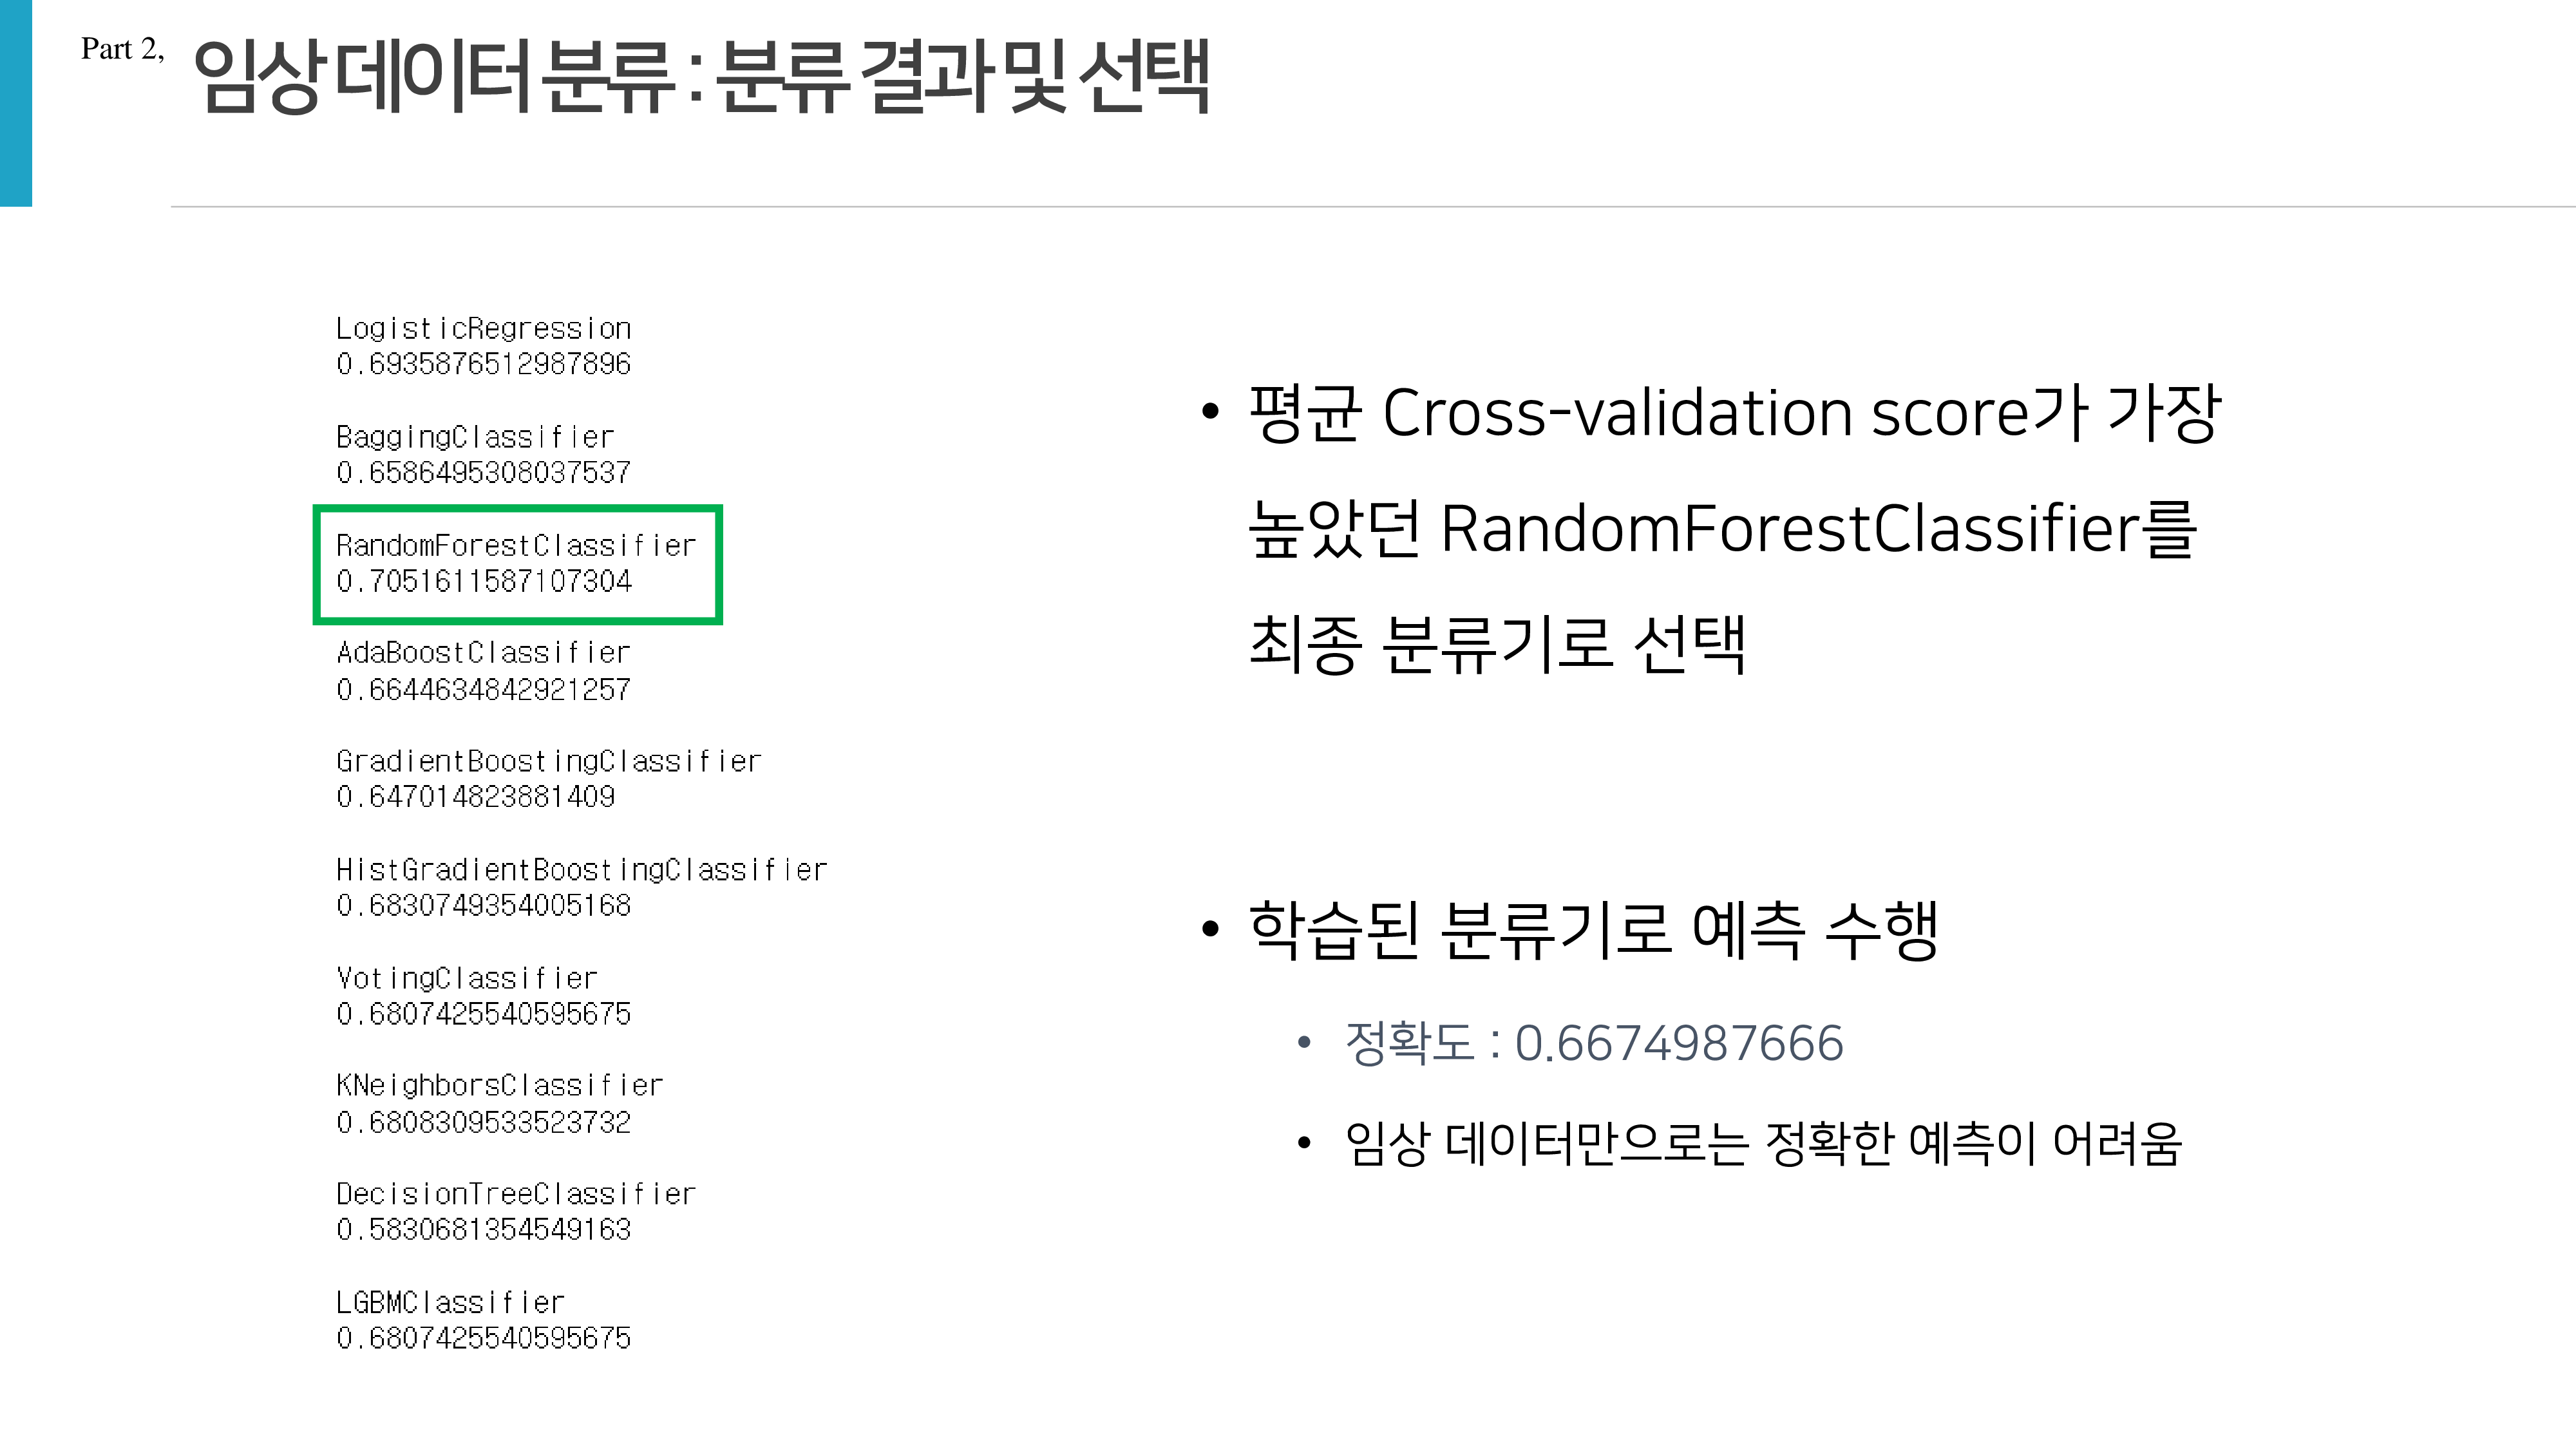 Part 2,
임상 데이터 분류 : 분류 결과 및 선택
LogisticRegression
0.6935876512987896
BaggingClassifier
0.6586495308037537
RandomForestClassifier
0.7051611587107304
AdaBoostClassifier
0.6644634842921257
GradientBoostingClassifier
0.647014823881409
HistGradientBoostingClassifier
0.6830749354005168
VotingClassifier
0.6807425540595675
KNeighborsClassifier
0.6808309533523732
DecisionTreeClassifier
0.5830681354549163
LGBMClassifier
0.6807425540595675
• 평균 Cross-validation score가 가장
높았던 RandomForestClassifier를
최종 분류기로 선택
• 학습된 분류기로 예측 수행
• 정확도 : 0.6674987666
• 임상 데이터만으로는 정확한 예측이 어려움